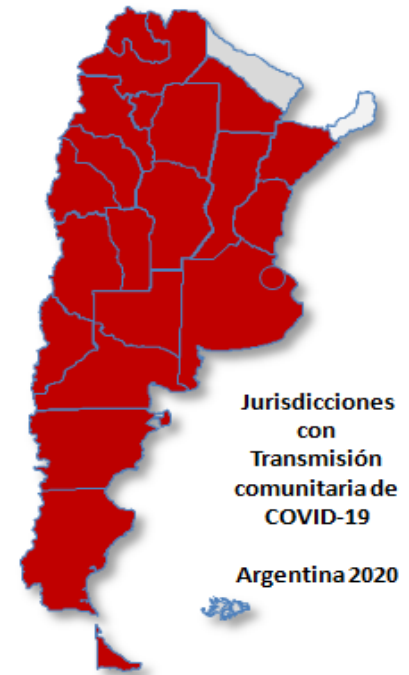 Jurisdicciones
con
Transmisión
comunitaria de
COVID-19
Argentina 2020